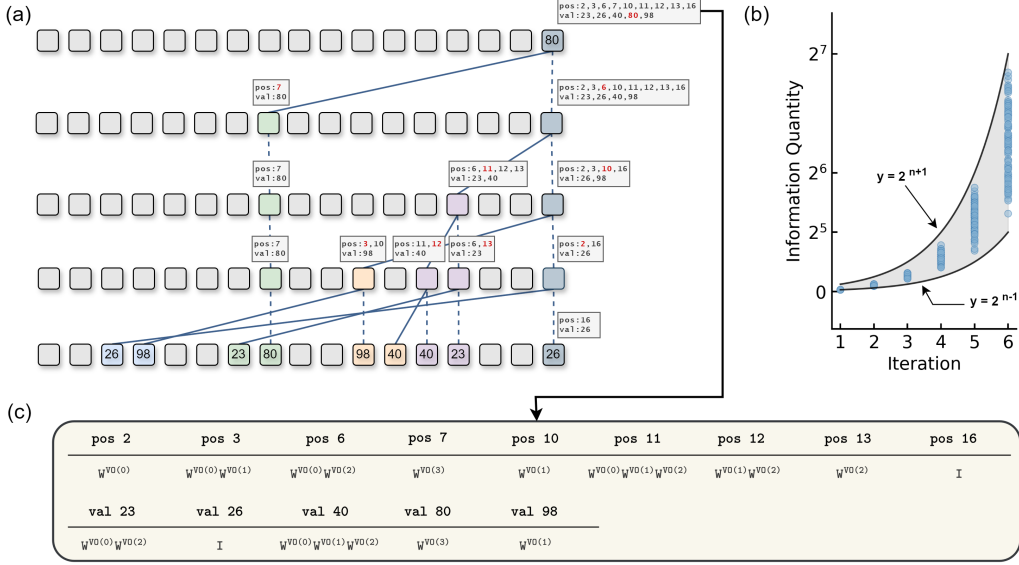 (a)
pos:2,3,6,7,10,11,12,13,16
val:23,26,40,80,98
80
pos:7
val:80
pos:2,3,6,10,11,12,13,16
val:23,26,40,98
pos:7
val:80
pos:6,11,12,13
val:23,40
pos:2,3,10,16
val:26,98
pos:7
val:80
pos:3,10
val:98
pos:11,12
val:40
pos:6,13
val:23
pos:2,16
val:26
pos:16
val:26
26 98 23 80 98 40 40 23 26
(b)
Information Quantity
2⁷
2⁶
2⁵
0
y = 2ⁿ⁺¹
y = 2ⁿ⁻¹
1 2 3 4 5 6
Iteration
(c)
pos 2 pos 3 pos 6 pos 7 pos 10 pos 11 pos 12 pos 13 pos 16
W^VO(0) W^VO(0)W^VO(1) W^VO(0)W^VO(2) W^VO(3) W^VO(1) W^VO(0)W^VO(1)W^VO(2) W^VO(1)W^VO(2) W^VO(2) I
val 23 val 26 val 40 val 80 val 98
W^VO(0)W^VO(2) I W^VO(0)W^VO(1)W^VO(2) W^VO(3) W^VO(1)